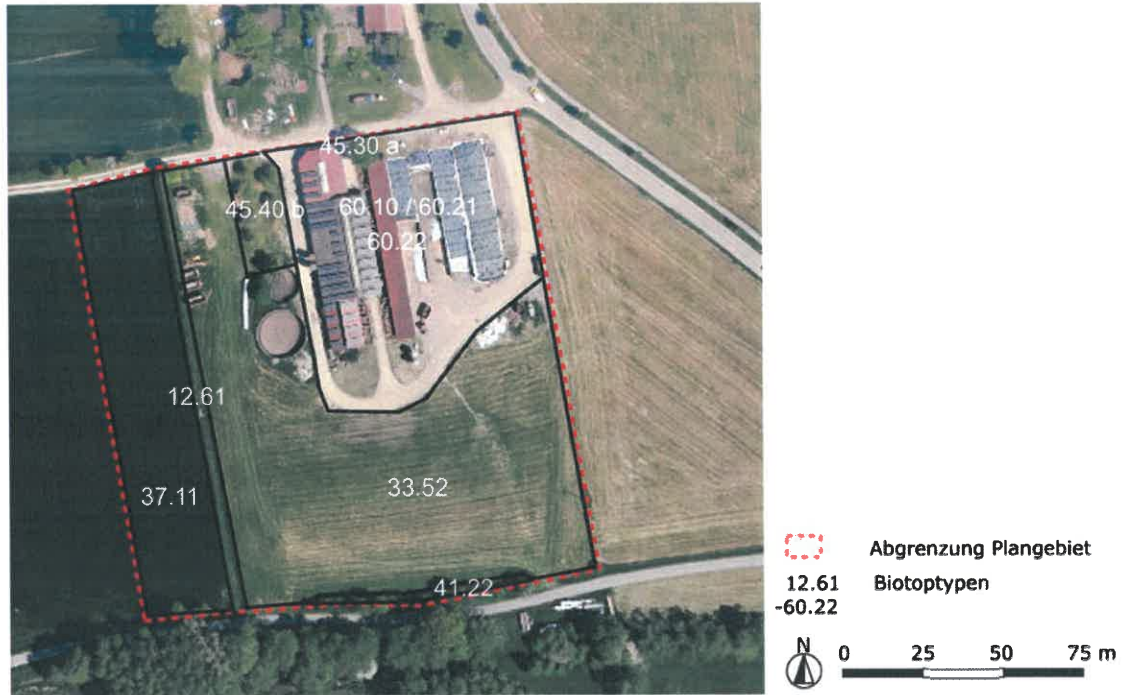 45.30 a
45.40 b
60.10 / 60.21
60.22
12.61
37.11
33.52
41.22
Abgrenzung Plangebiet
12.61 Biotoptypen
-60.22
N
0 25 50 75 m